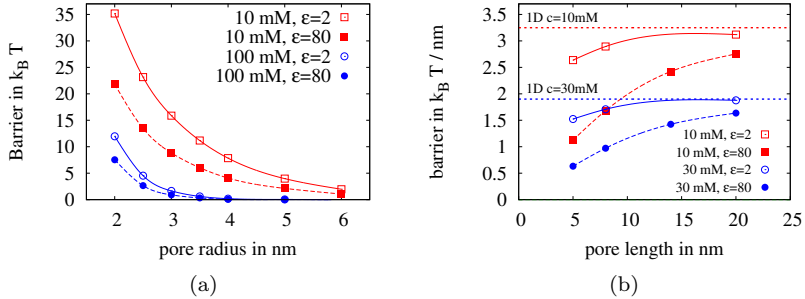 Barrier in k_B T
40
35
30
25
20
15
10
5
0
10 mM, ε=2
10 mM, ε=80
100 mM, ε=2
100 mM, ε=80
2 3 4 5 6
pore radius in nm
(a)
barrier in k_B T / nm
3.5
3
2.5
2
1.5
1
0.5
0
1D c=10mM
1D c=30mM
10 mM, ε=2
10 mM, ε=80
30 mM, ε=2
30 mM, ε=80
0 5 10 15 20 25
pore length in nm
(b)